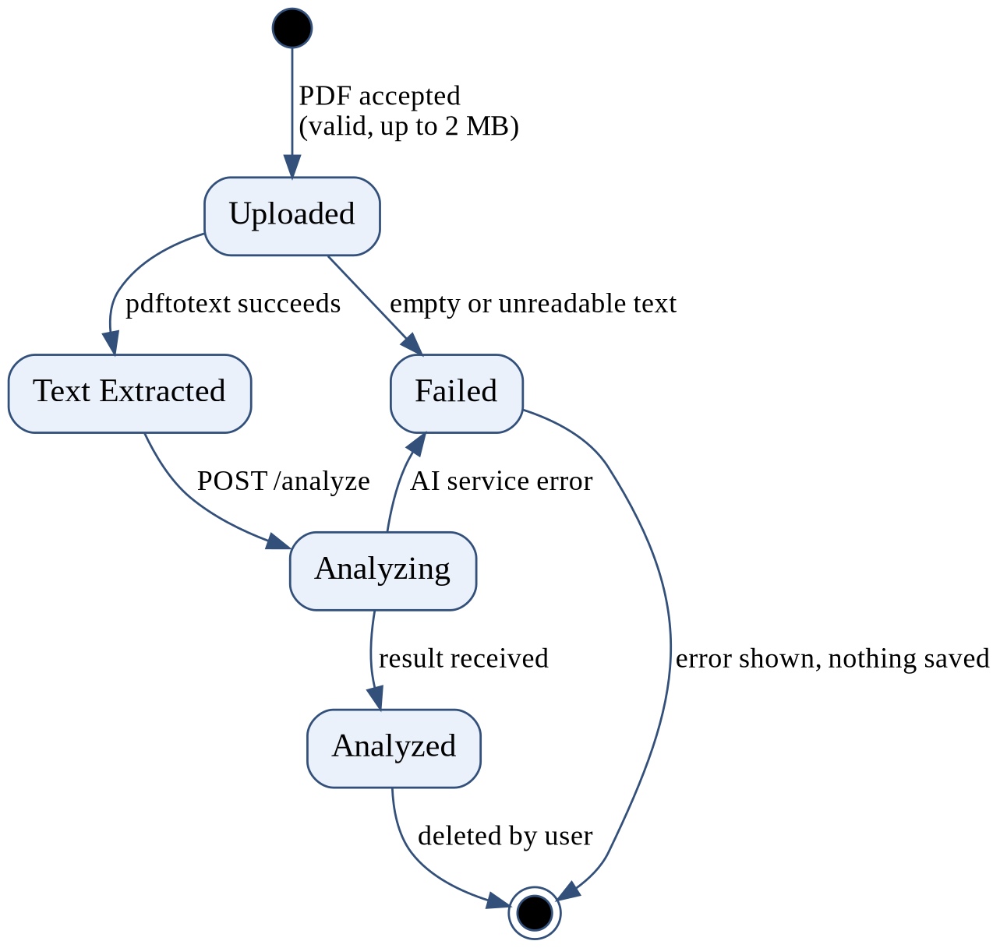 PDF accepted
(valid, up to 2 MB)
Uploaded
pdftotext succeeds
empty or unreadable text
Text Extracted
Failed
POST /analyze
AI service error
Analyzing
result received
error shown, nothing saved
Analyzed
deleted by user